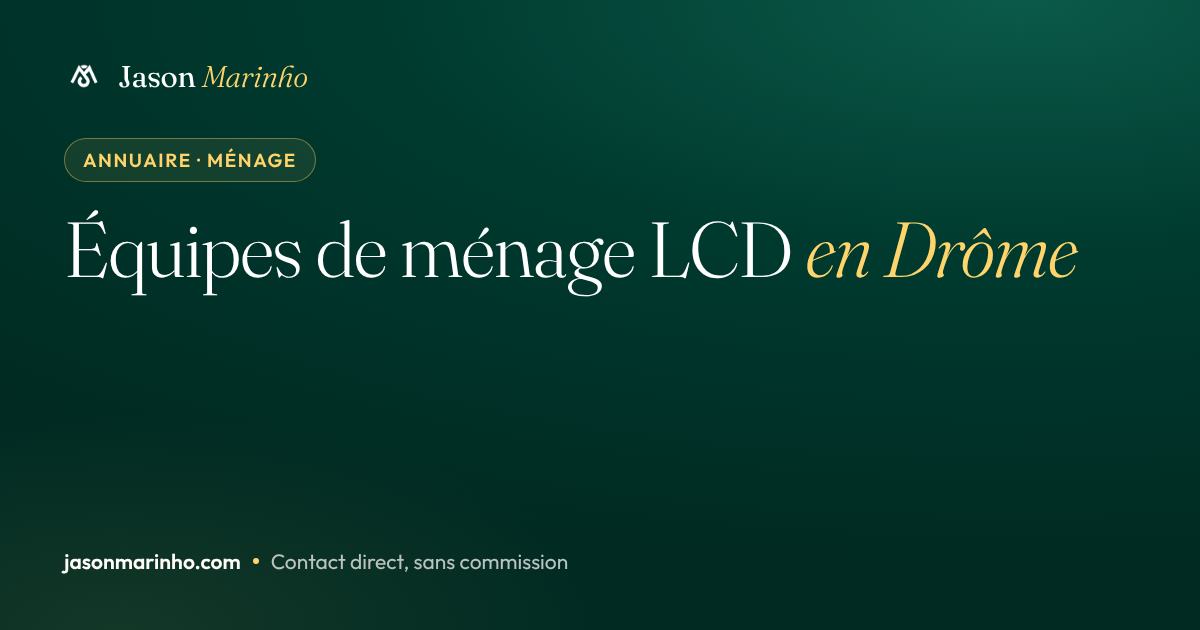 Jason Marinho
ANNUAIRE · MÉNAGE
Équipes de ménage LCD en Drôme
jasonmarinho.com • Contact direct, sans commission